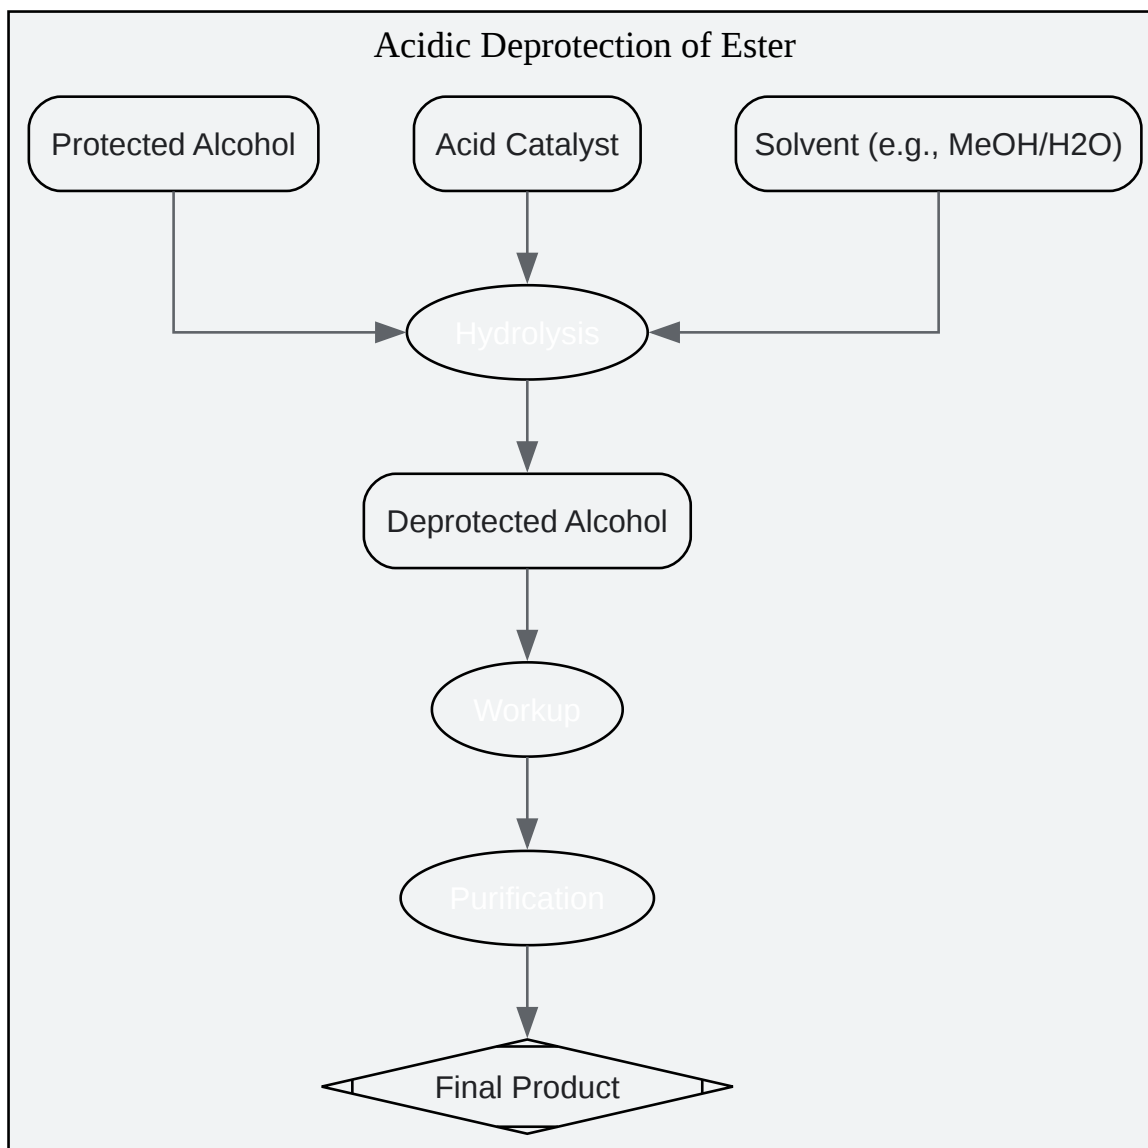 Acidic Deprotection of Ester
Protected Alcohol
Acid Catalyst
Solvent (e.g., MeOH/H2O)
Hydrolysis
Deprotected Alcohol
Workup
Purification
Final Product